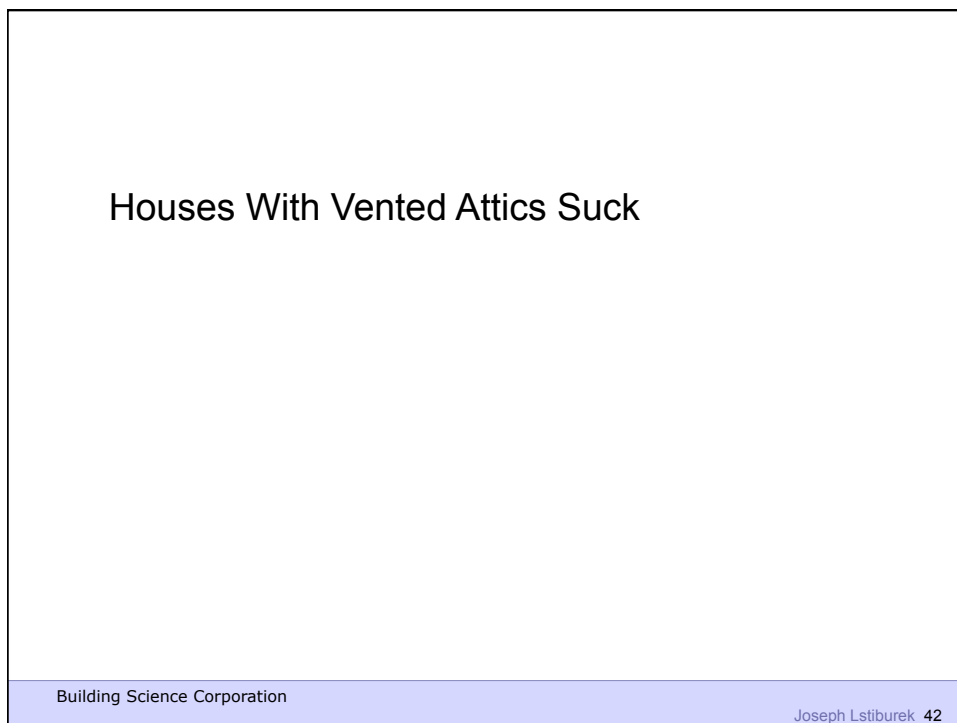 Houses With Vented Attics Suck
Building Science Corporation
Joseph Lstiburek 42